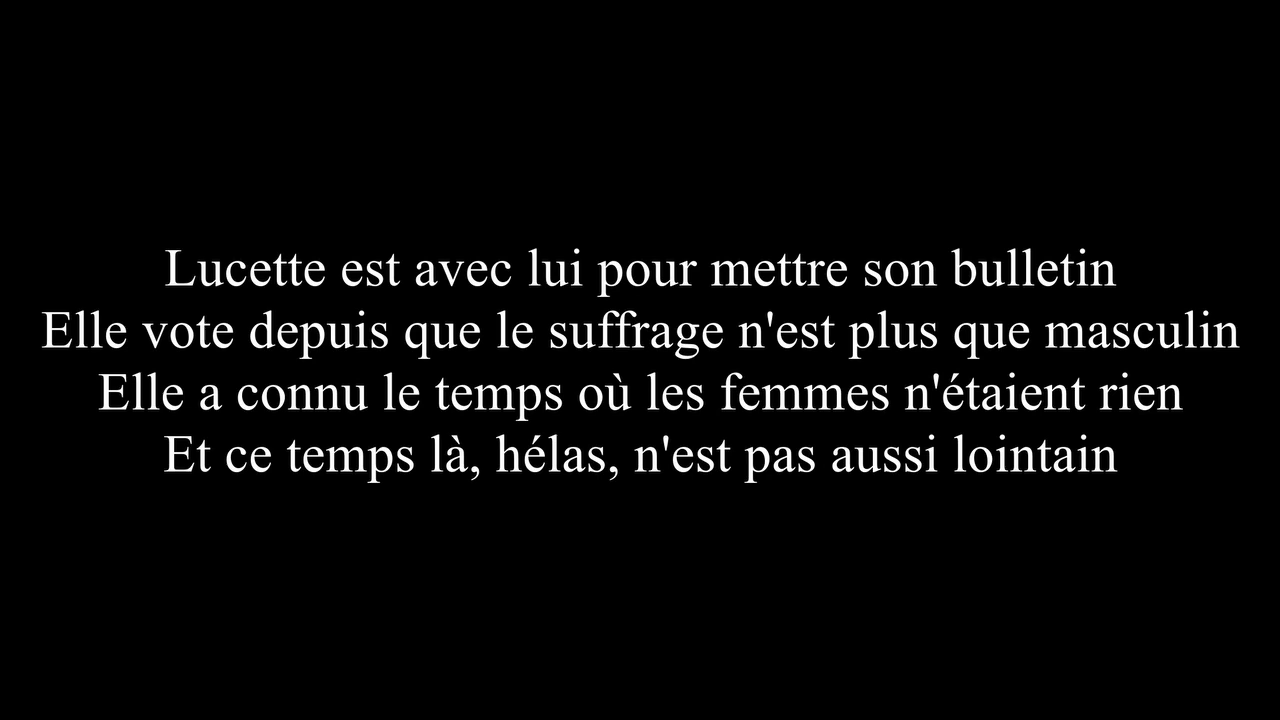 Lucette est avec lui pour mettre son bulletin
Elle vote depuis que le suffrage n'est plus que masculin
Elle a connu le temps où les femmes n'étaient rien
Et ce temps là, hélas, n'est pas aussi lointain